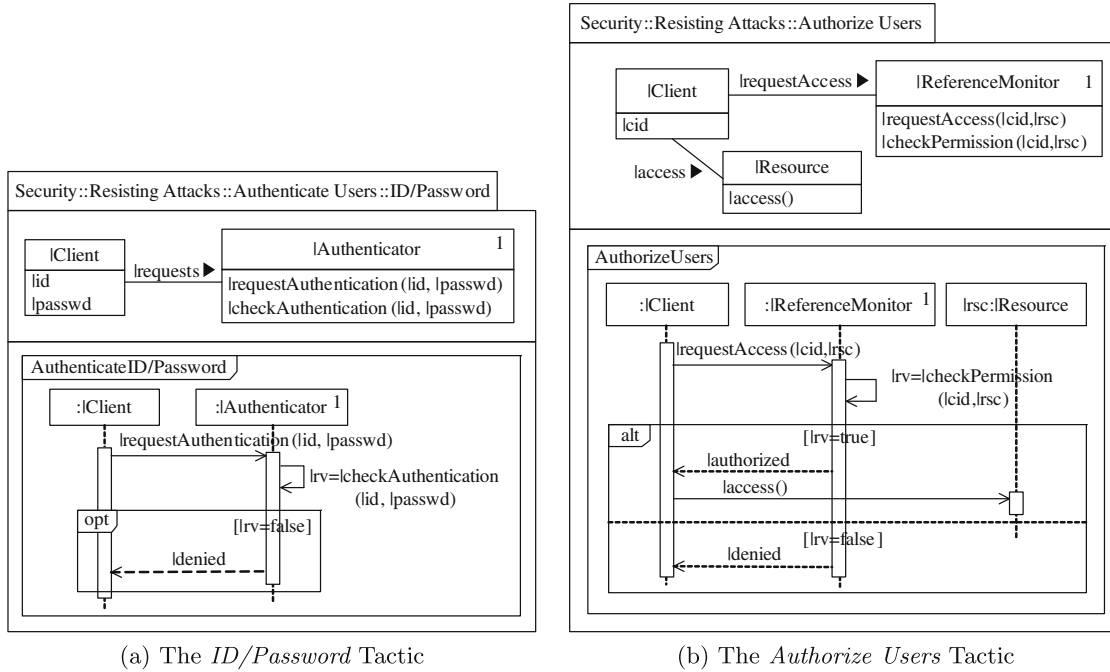 Security::Resisting Attacks::Authenticate Users::ID/Password
|Client
|id
|passwd
|requests ▶
|Authenticator 1
|requestAuthentication(|id, |passwd)
|checkAuthentication(|id, |passwd)
AuthenticateID/Password
:|Client
:|Authenticator 1
|requestAuthentication(|id, |passwd)
|rv=|checkAuthentication
(|id, |passwd)
opt
[|rv=false]
|denied
(a) The ID/Password Tactic
Security::Resisting Attacks::Authorize Users
|Client
|cid
|requestAccess ▶
|ReferenceMonitor 1
|requestAccess(|cid,|rsc)
|checkPermission(|cid,|rsc)
|access ▶
|Resource
|access()
AuthorizeUsers
:|Client
:|ReferenceMonitor 1
|rsc:|Resource
|requestAccess(|cid,|rsc)
|rv=|checkPermission
(|cid,|rsc)
alt
[|rv=true]
|authorized
|access()
[|rv=false]
|denied
(b) The Authorize Users Tactic